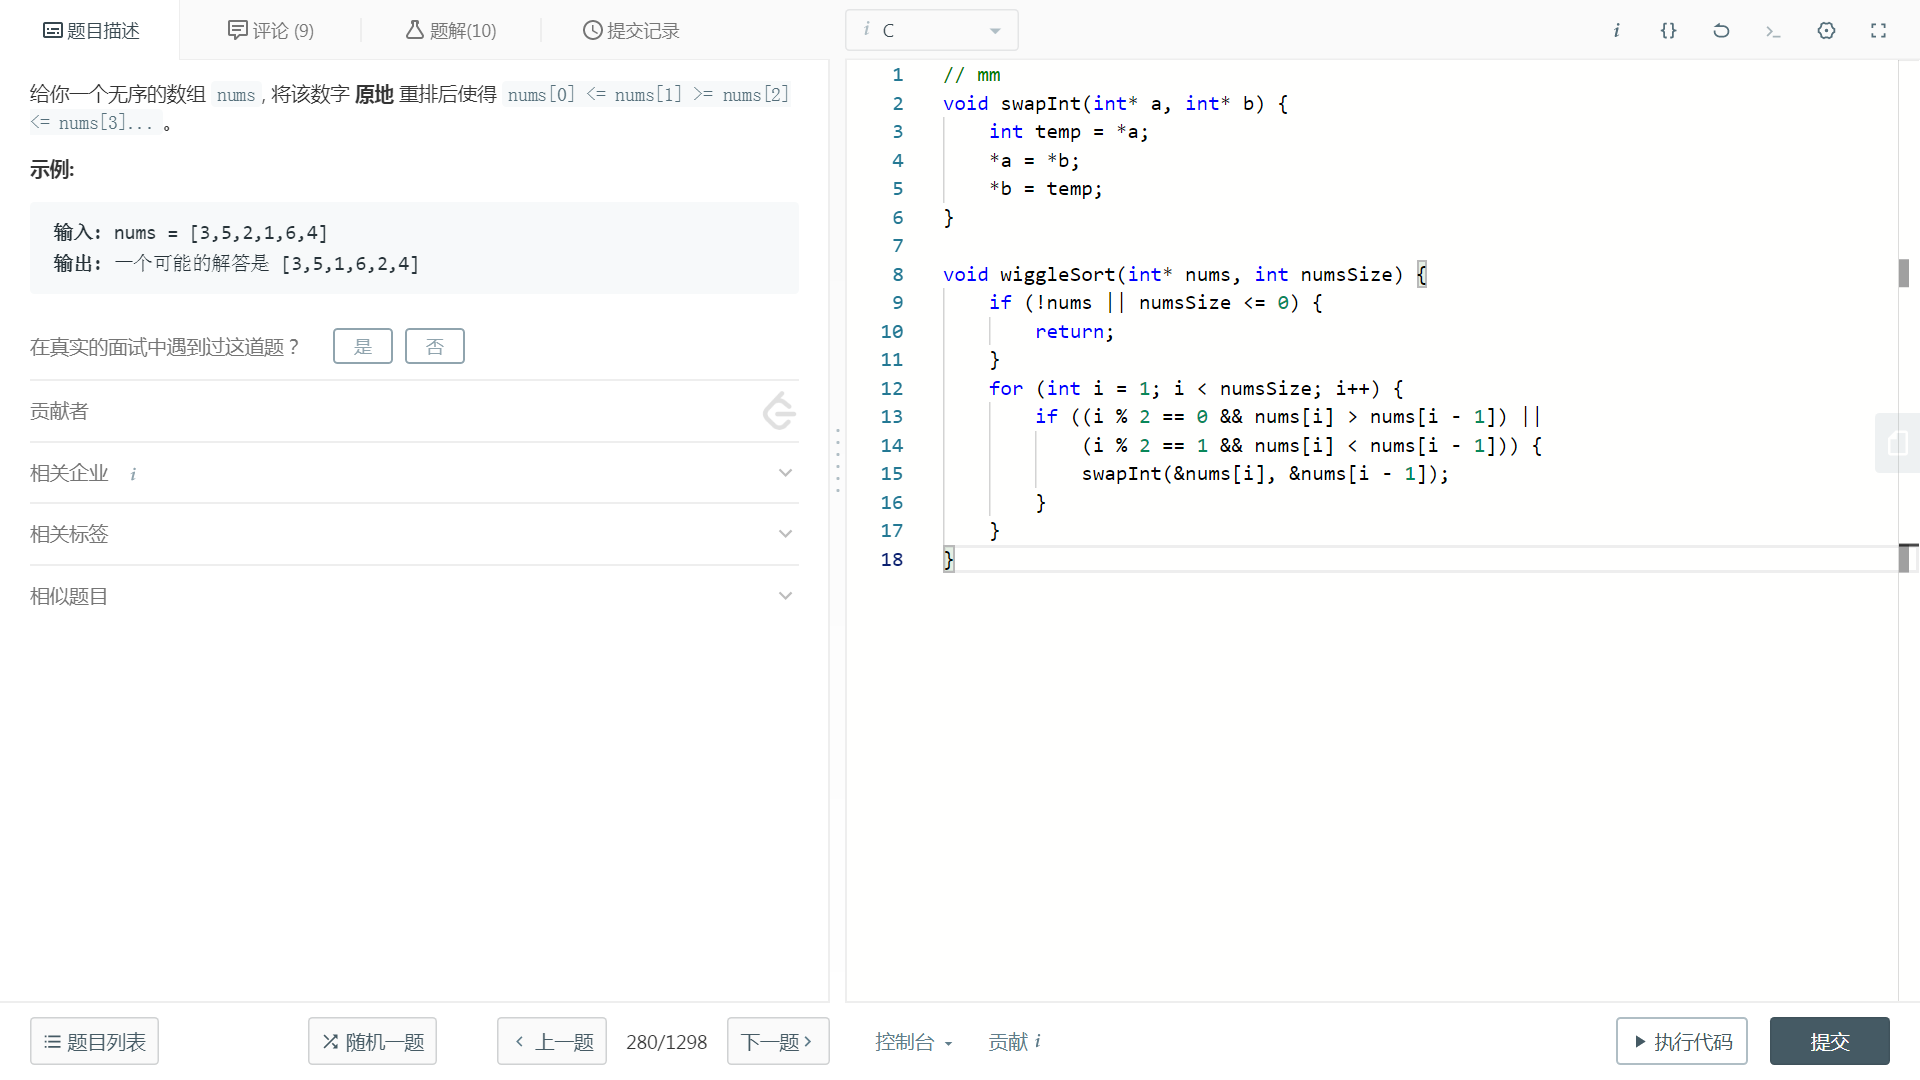 题目描述
评论 (9)
题解(10)
提交记录
给你一个无序的数组 nums , 将该数字 原地 重排后使得 nums[0] <= nums[1] >= nums[2]
<= nums[3]... 。
示例:
输入: nums = [3,5,2,1,6,4]
输出: 一个可能的解答是 [3,5,1,6,2,4]
在真实的面试中遇到过这道题？ 是 否
贡献者
相关企业 i
相关标签
相似题目
题目列表
随机一题
上一题
280/1298
下一题
i C
i {}
1 // mm
2 void swapInt(int* a, int* b) {
3 int temp = *a;
4 *a = *b;
5 *b = temp;
6 }
7
8 void wiggleSort(int* nums, int numsSize) {
9 if (!nums || numsSize <= 0) {
10 return;
11 }
12 for (int i = 1; i < numsSize; i++) {
13 if ((i % 2 == 0 && nums[i] > nums[i - 1]) ||
14 (i % 2 == 1 && nums[i] < nums[i - 1])) {
15 swapInt(&nums[i], &nums[i - 1]);
16 }
17 }
18 }
控制台
贡献 i
执行代码
提交